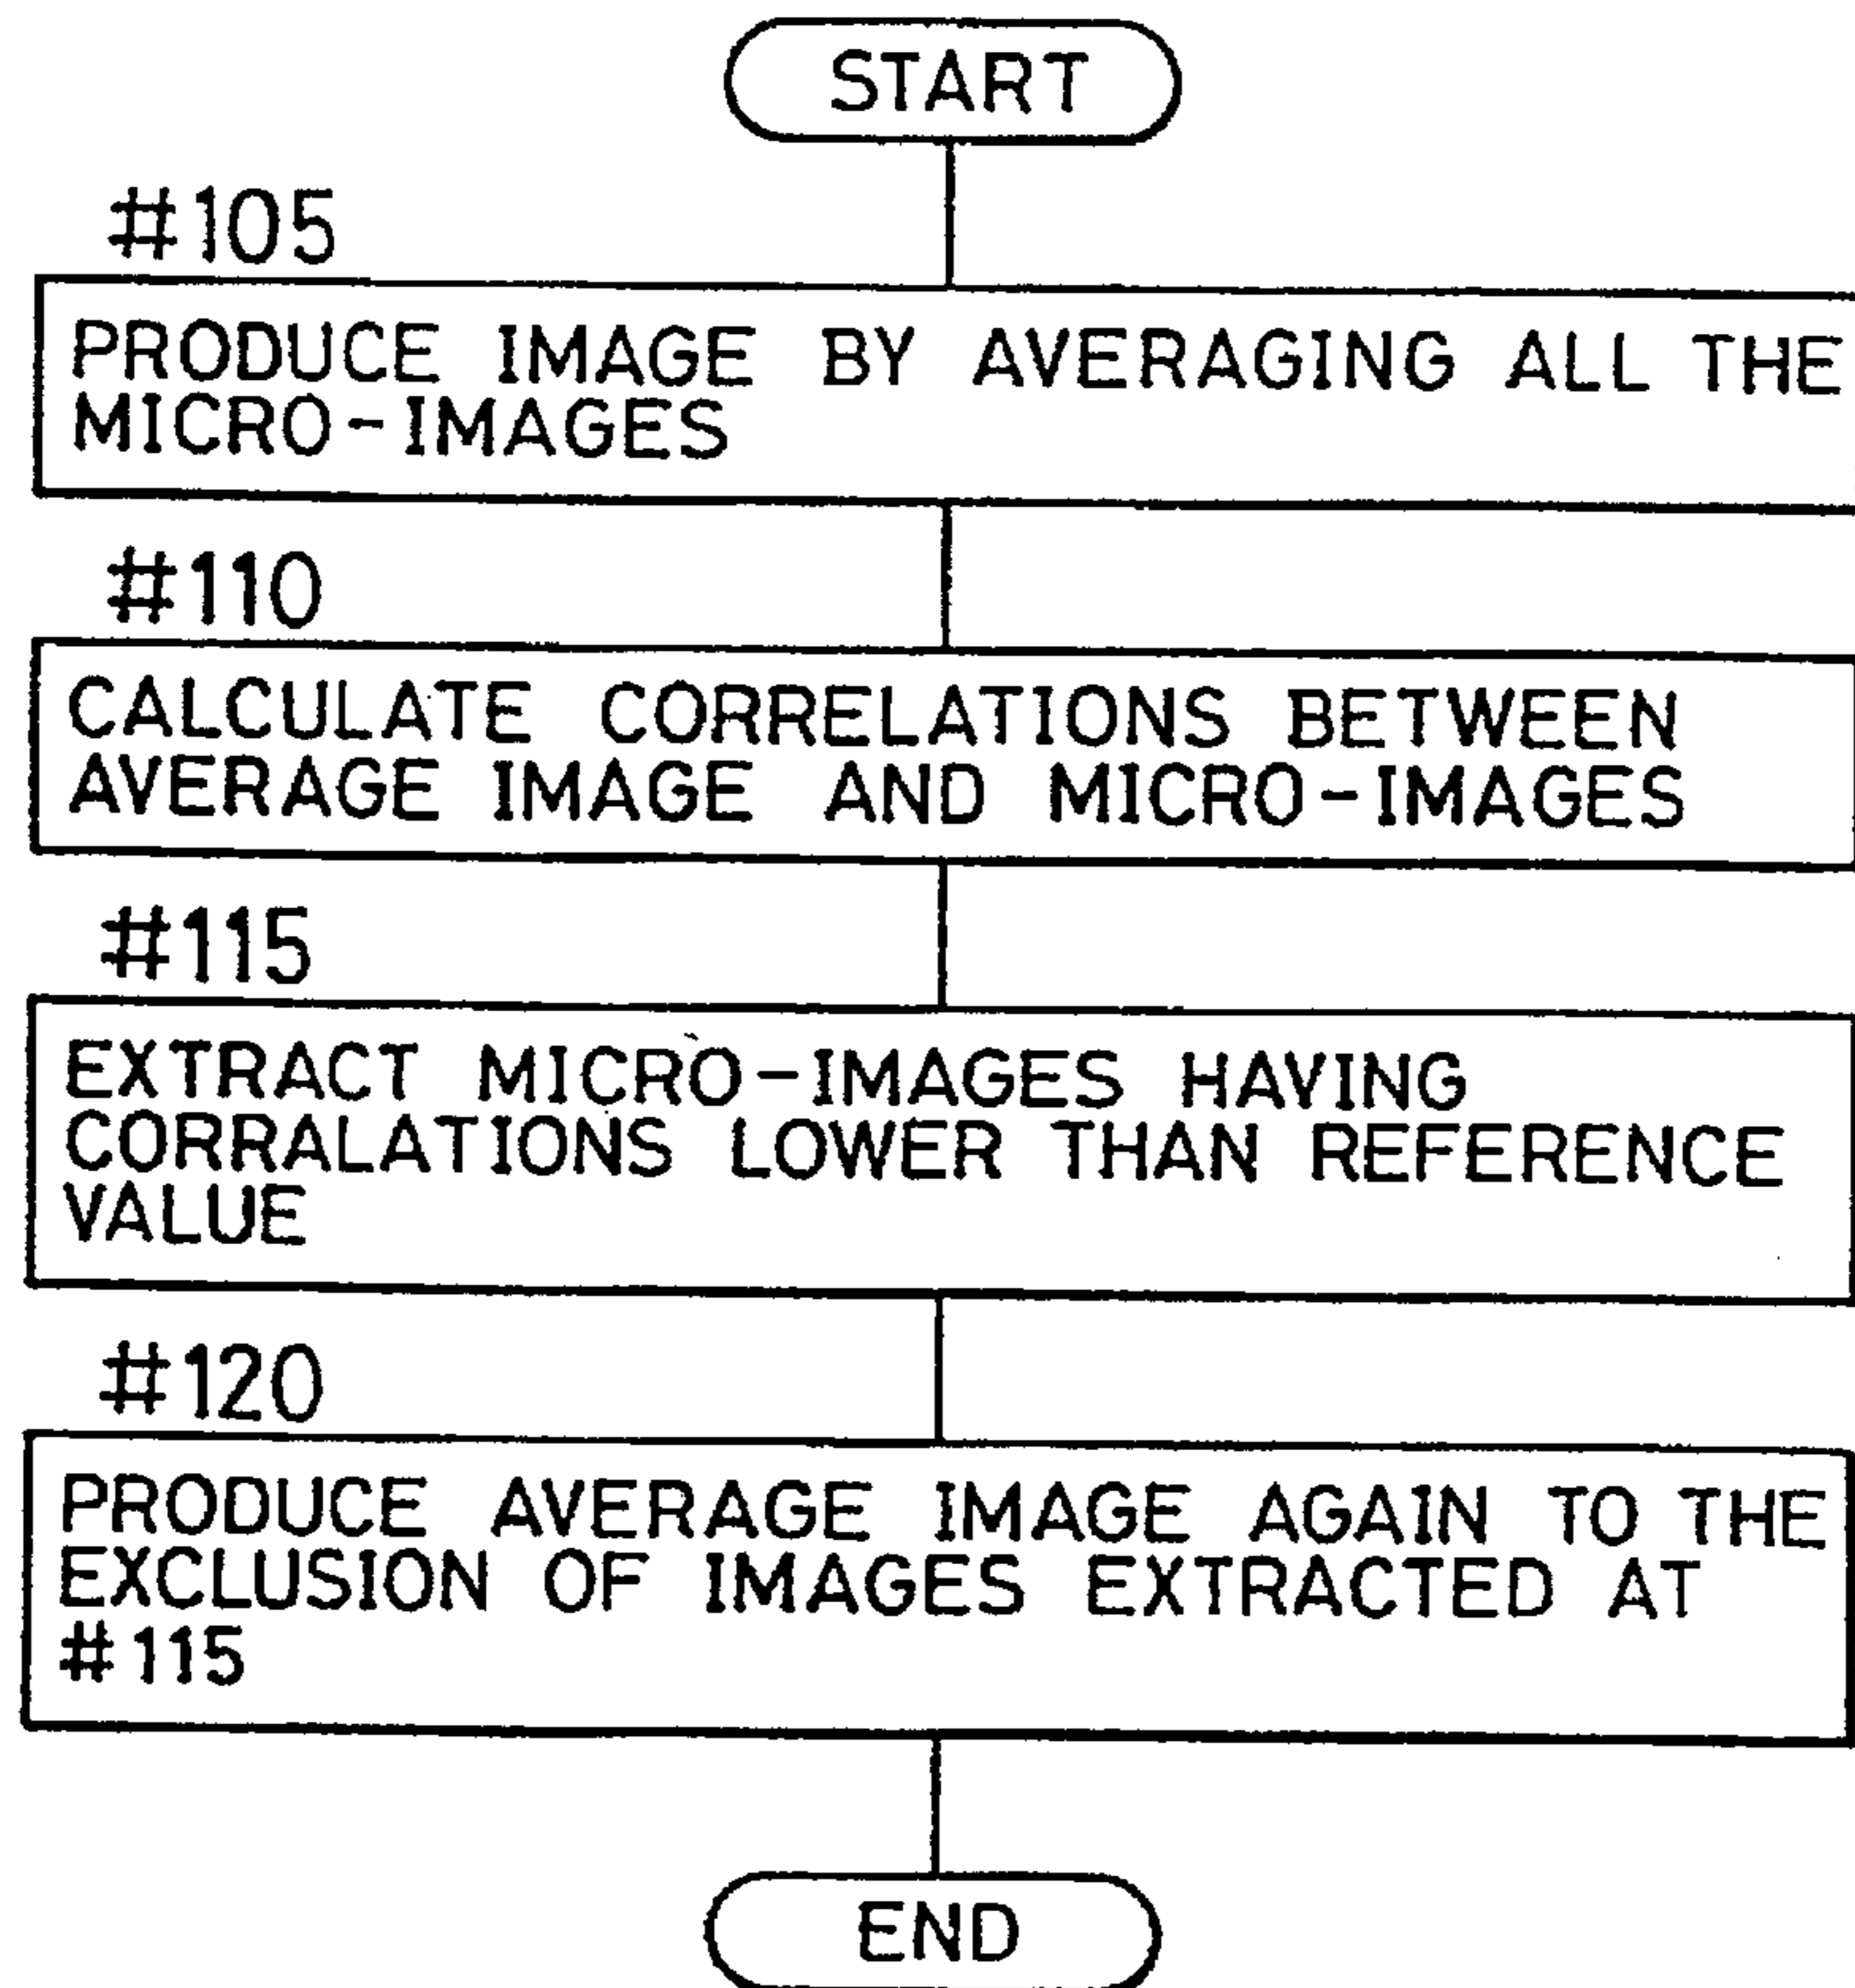 START
#105
PRODUCE IMAGE BY AVERAGING ALL THE
MICRO-IMAGES
#110
CALCULATE CORRELATIONS BETWEEN
AVERAGE IMAGE AND MICRO-IMAGES
#115
EXTRACT MICRO-IMAGES HAVING
CORRALATIONS LOWER THAN REFERENCE
VALUE
#120
PRODUCE AVERAGE IMAGE AGAIN TO THE
EXCLUSION OF IMAGES EXTRACTED AT
#115
END